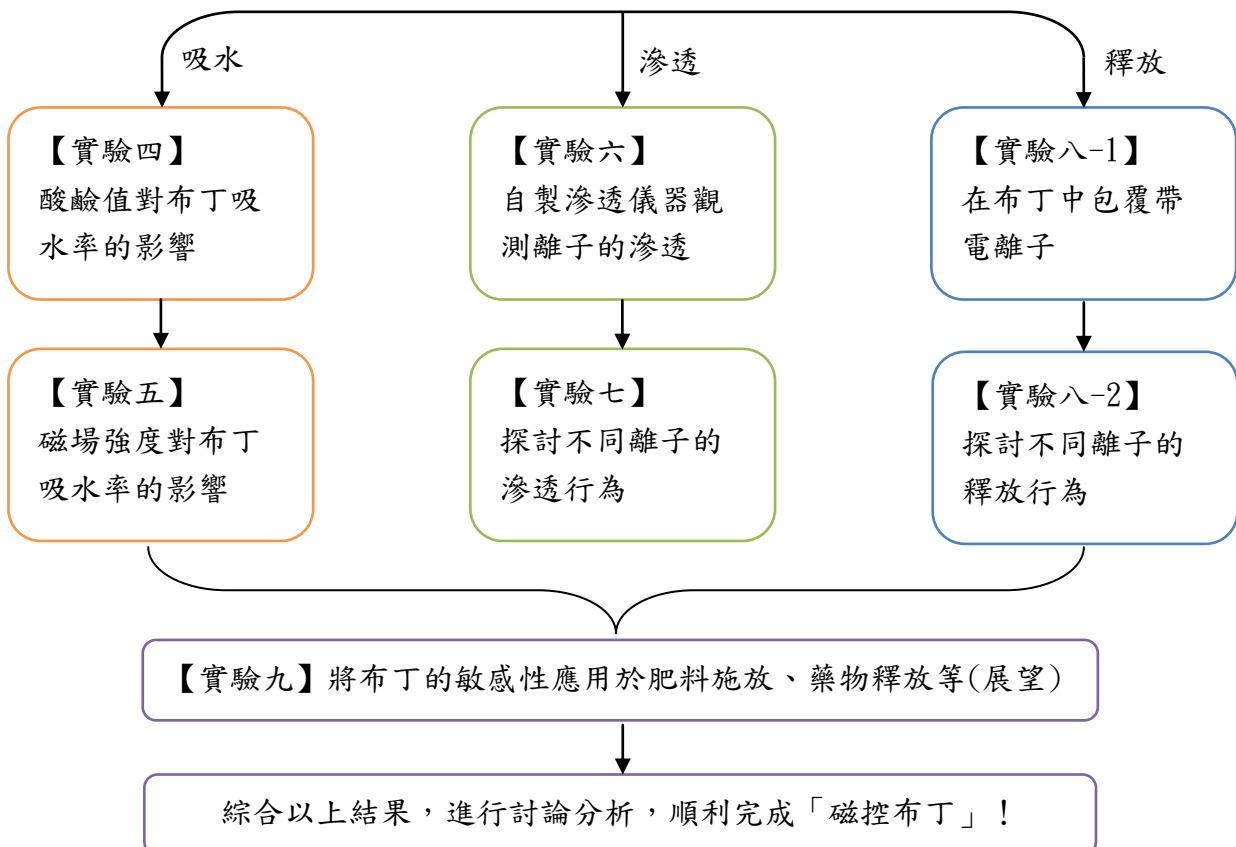 吸水
滲透
釋放
【實驗四】
酸鹼值對布丁吸
水率的影響
【實驗六】
自製滲透儀器觀
測離子的滲透
【實驗八-1】
在布丁中包覆帶
電離子
【實驗五】
磁場強度對布丁
吸水率的影響
【實驗七】
探討不同離子的
滲透行為
【實驗八-2】
探討不同離子的
釋放行為
【實驗九】將布丁的敏感性應用於肥料施放、藥物釋放等(展望)
綜合以上結果，進行討論分析，順利完成「磁控布丁」！